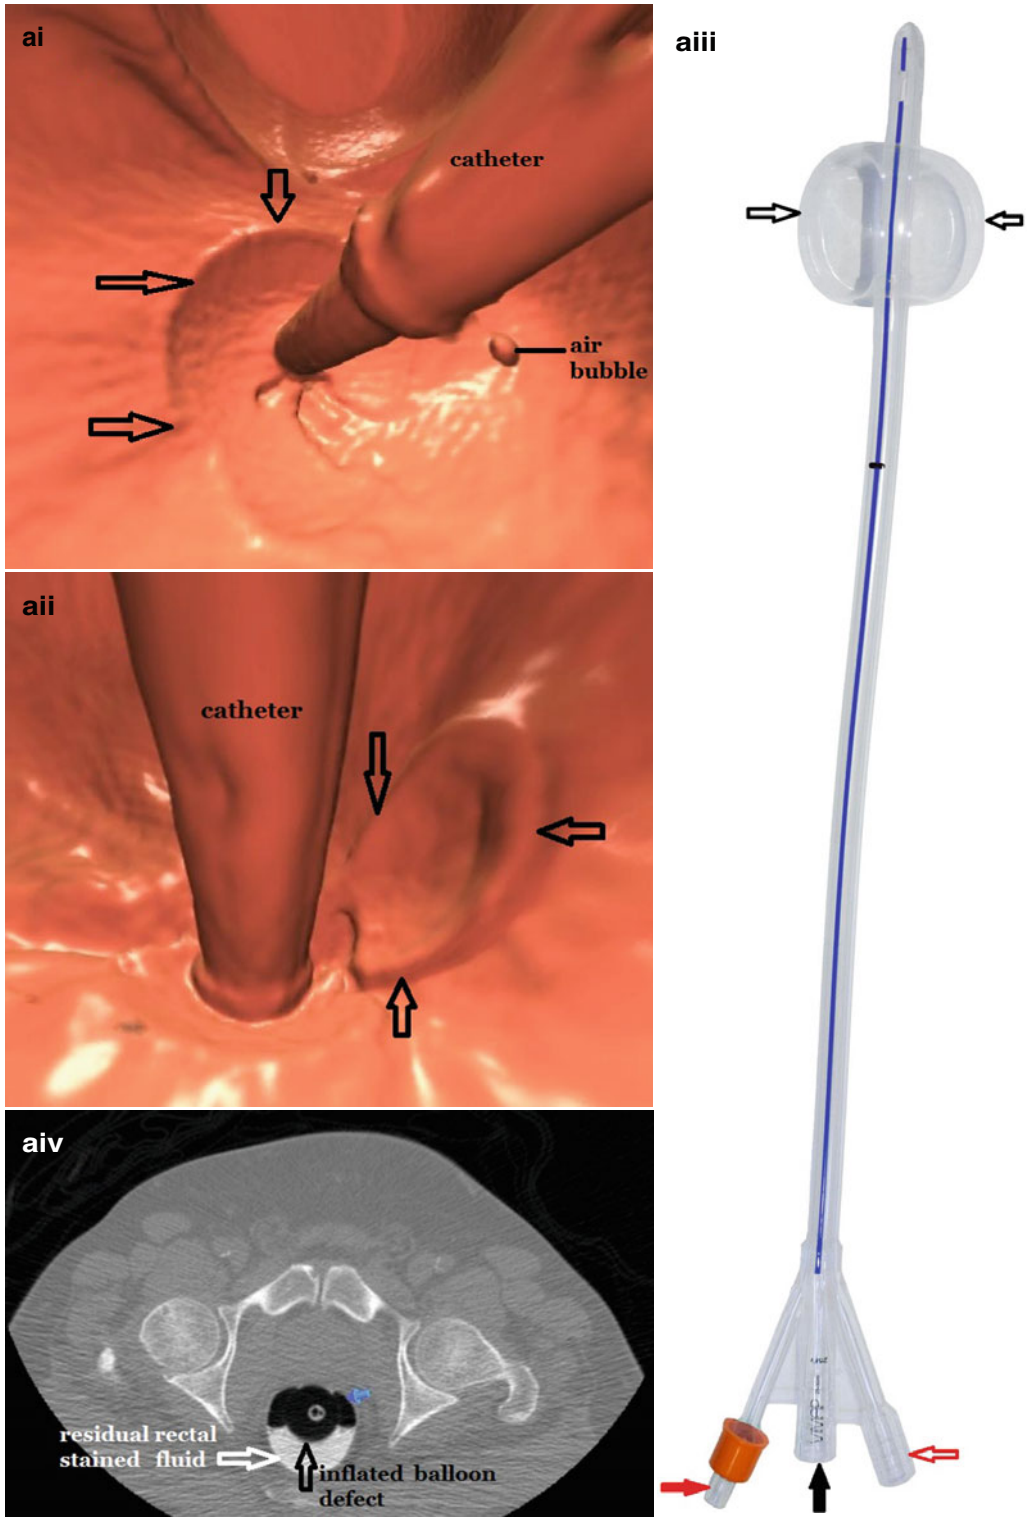 ai
catheter
air
bubble
aii
catheter
aiii
aiv
residual rectal
stained fluid
inflated balloon
defect